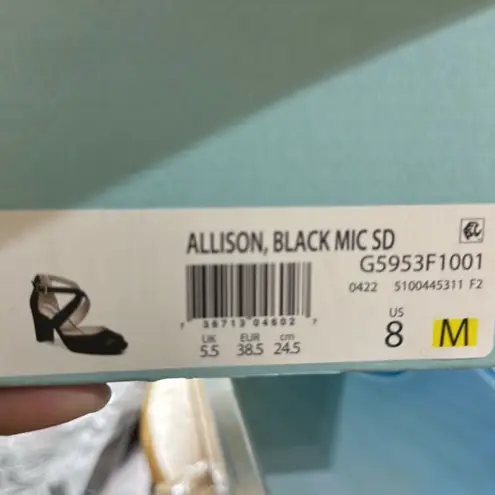 ALLISON, BLACK MIC SD
G5953F1001
0422 5100445311 F2
7 36713 04602 7
UK EUR cm
5.5 38.5 24.5
US
8 M